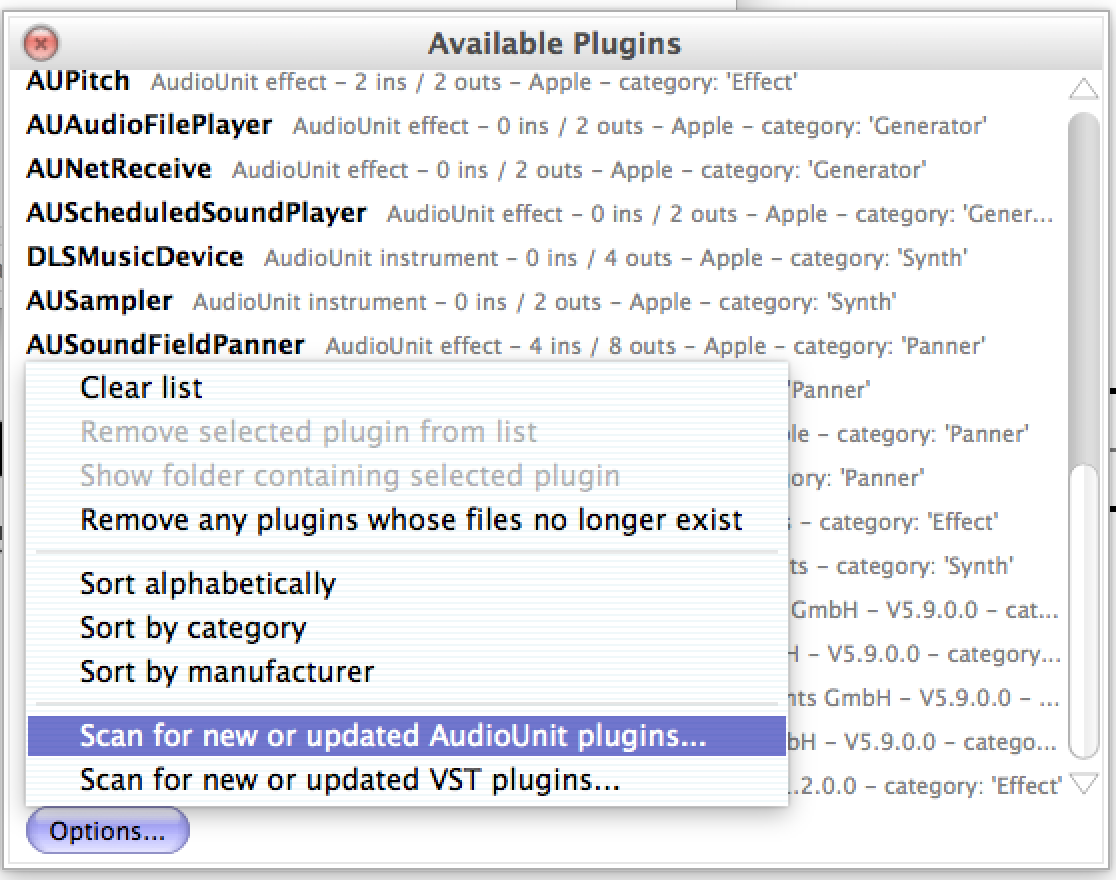 Available Plugins
AUPitch AudioUnit effect – 2 ins / 2 outs – Apple – category: 'Effect'
AUAudioFilePlayer AudioUnit effect – 0 ins / 2 outs – Apple – category: 'Generator'
AUNetReceive AudioUnit effect – 0 ins / 2 outs – Apple – category: 'Generator'
AUScheduledSoundPlayer AudioUnit effect – 0 ins / 2 outs – Apple – category: 'Gener...
DLSMusicDevice AudioUnit instrument – 0 ins / 4 outs – Apple – category: 'Synth'
AUSampler AudioUnit instrument – 0 ins / 2 outs – Apple – category: 'Synth'
AUSoundFieldPanner AudioUnit effect – 4 ins / 8 outs – Apple – category: 'Panner'
Clear list 'Panner'
Remove selected plugin from list – category: 'Panner'
Show folder containing selected plugin 'Panner'
Remove any plugins whose files no longer exist – category: 'Effect'
Sort alphabetically – category: 'Synth'
Sort by category GmbH – V5.9.0.0 – cat...
Sort by manufacturer – V5.9.0.0 – category...
GmbH – V5.9.0.0 – ...
Scan for new or updated AudioUnit plugins... – V5.9.0.0 – catego...
Scan for new or updated VST plugins... .2.0.0 – category: 'Effect'
Options...